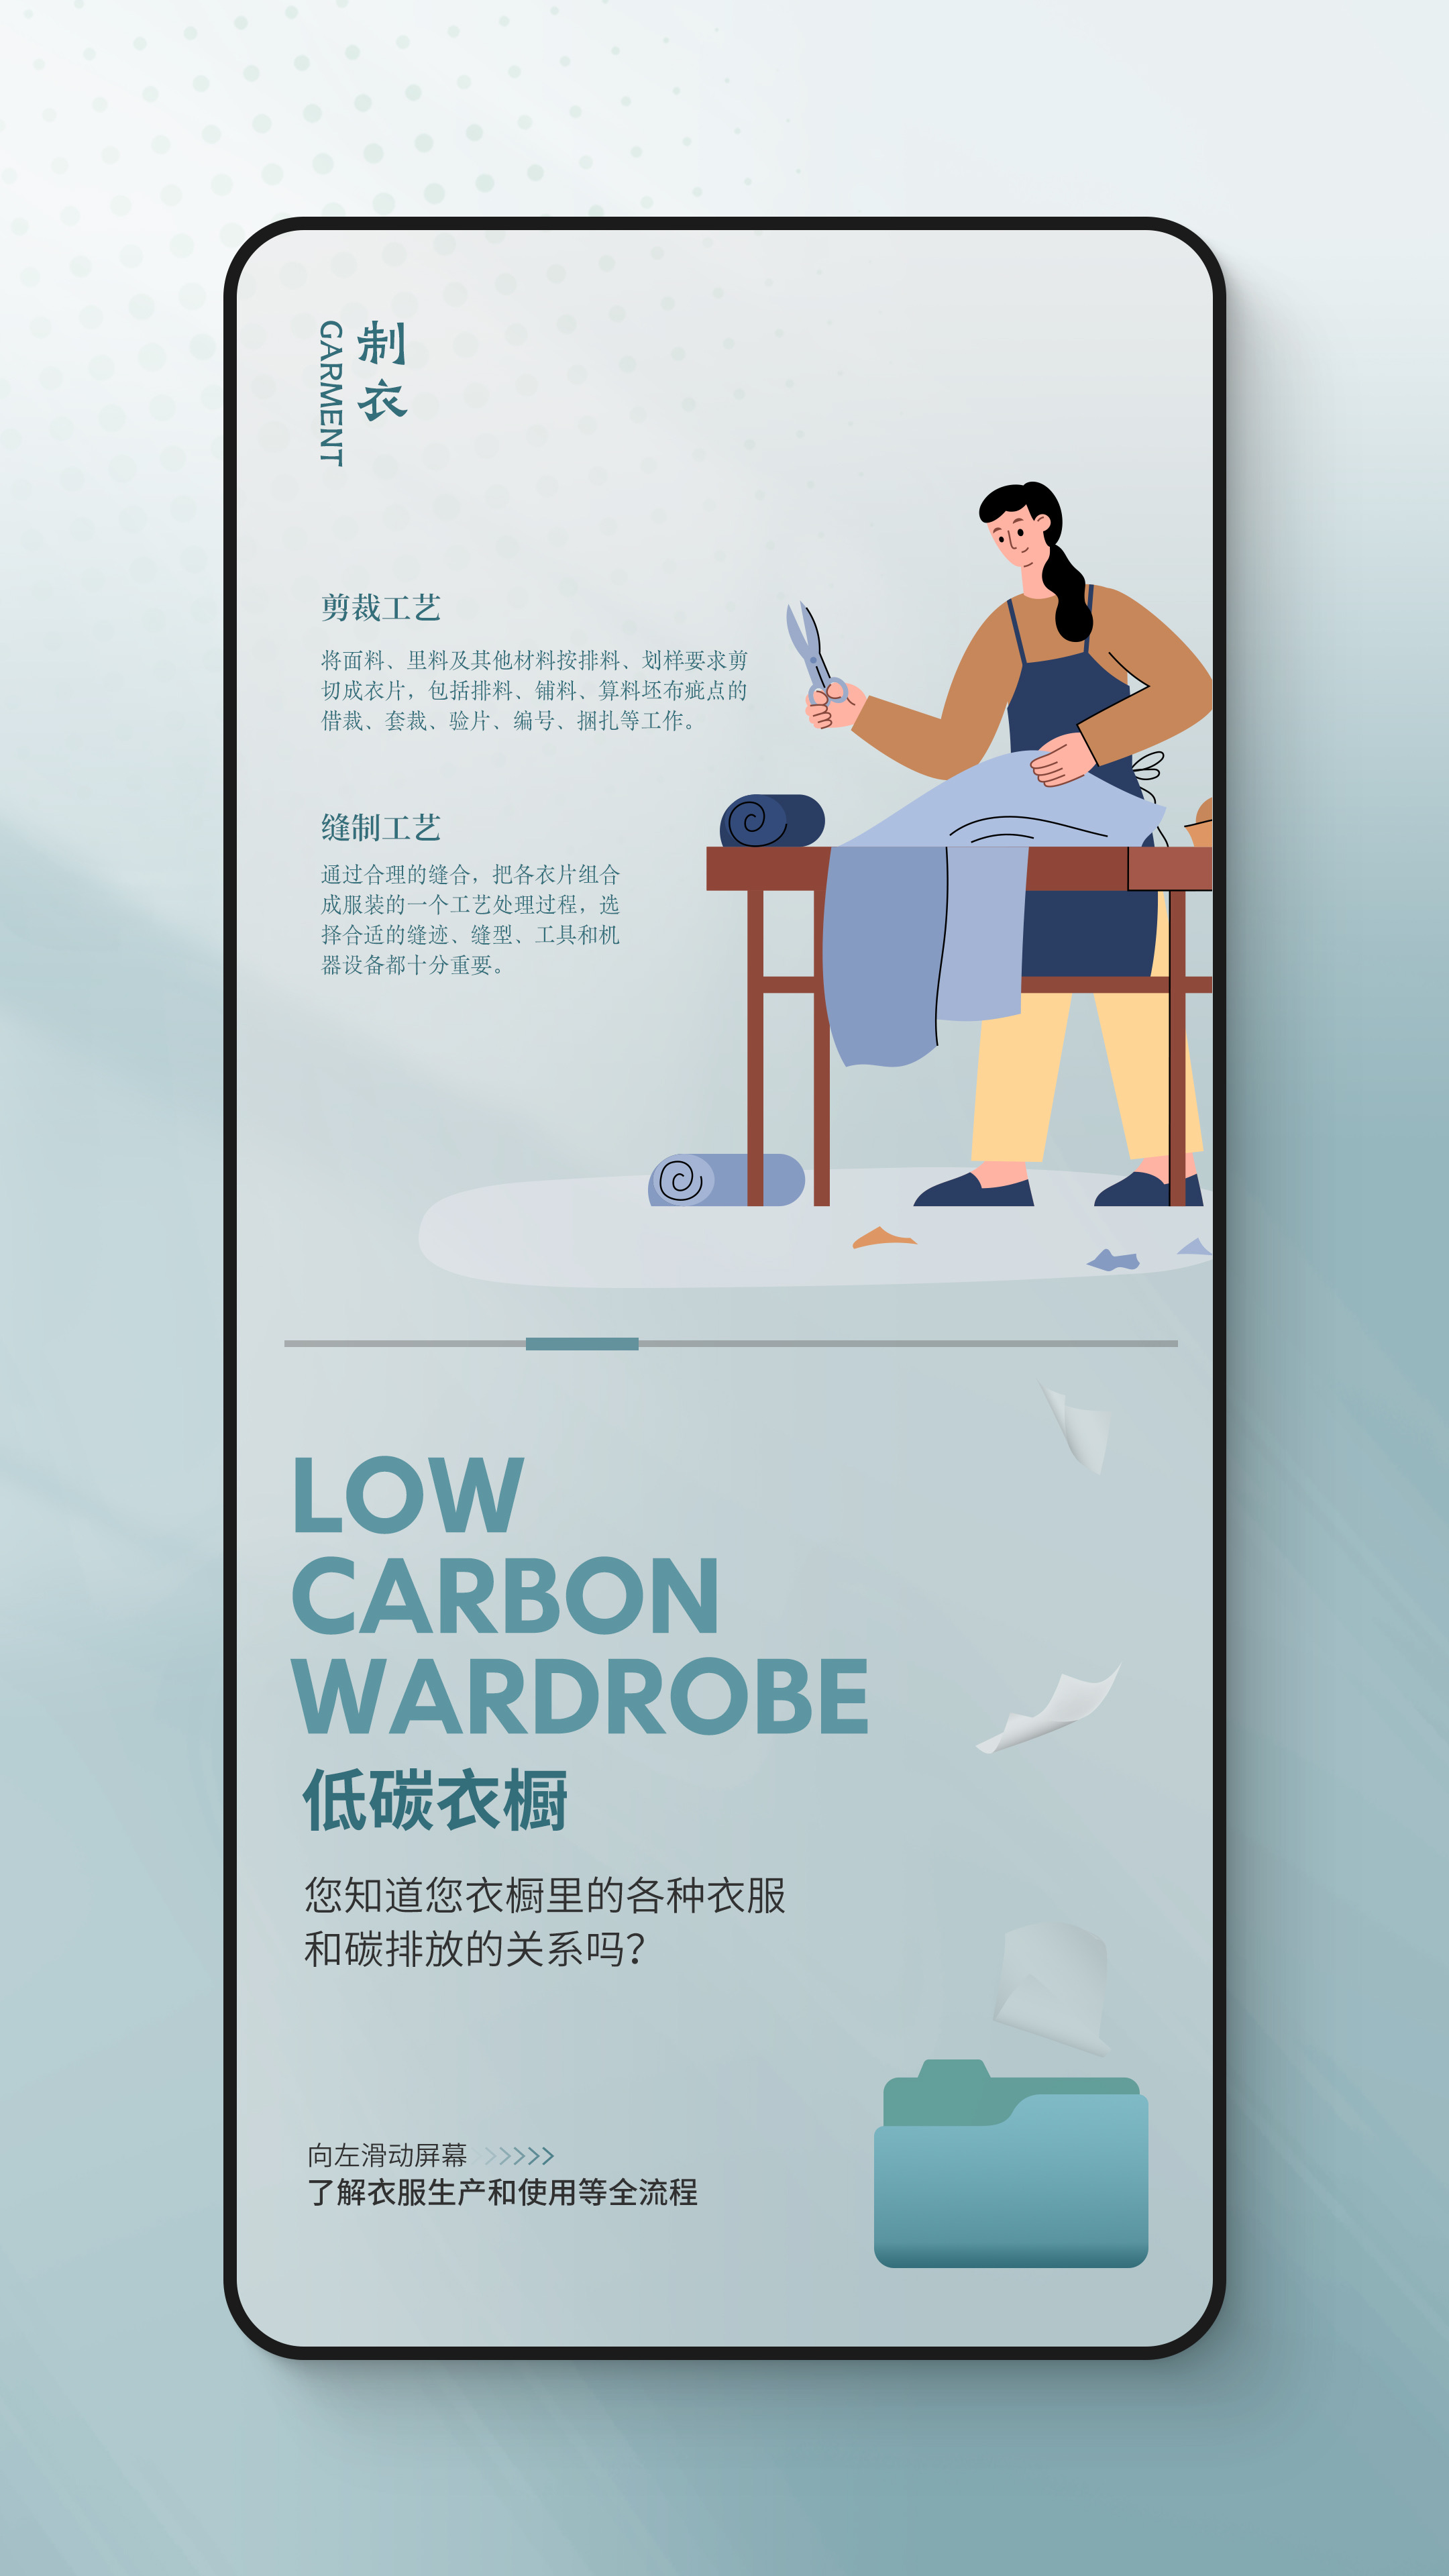 制衣
GARMENT
剪裁工艺
将面料、里料及其他材料按排料、划样要求剪
切成衣片，包括排料、铺料、算料坯布疵点的
借裁、套裁、验片、编号、捆扎等工作。
缝制工艺
通过合理的缝合，把各衣片组合
成服装的一个工艺处理过程，选
择合适的缝迹、缝型、工具和机
器设备都十分重要。
LOW
CARBON
WARDROBE
低碳衣橱
您知道您衣橱里的各种衣服
和碳排放的关系吗？
向左滑动屏幕
了解衣服生产和使用等全流程